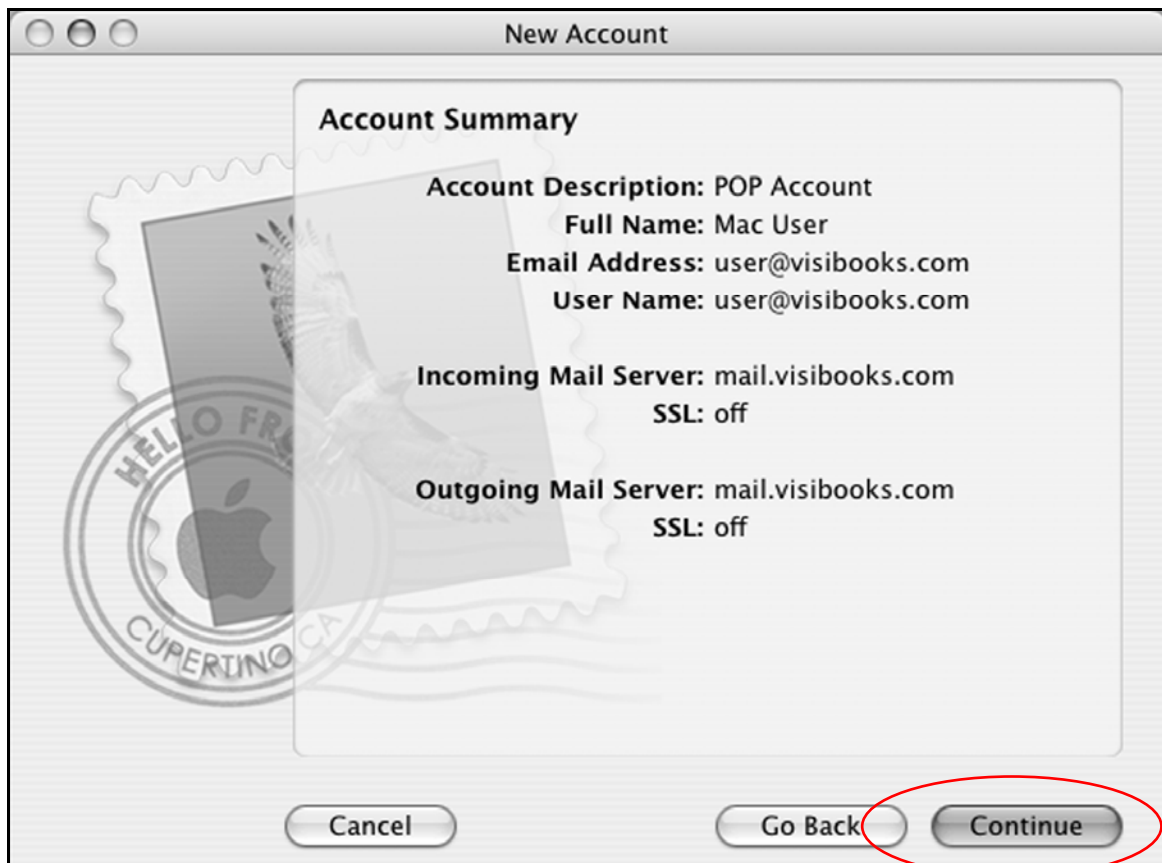 New Account
Account Summary
Account Description: POP Account
Full Name: Mac User
Email Address: user@visibooks.com
User Name: user@visibooks.com
Incoming Mail Server: mail.visibooks.com
SSL: off
Outgoing Mail Server: mail.visibooks.com
SSL: off
HELLO FRO
CUPERTINO CA
Cancel
Go Back
Continue